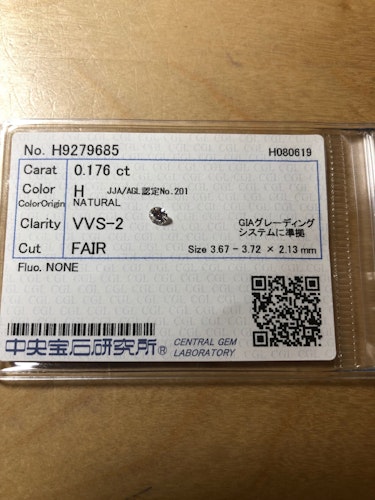 No. H9279685 H080619
Carat 0.176 ct
Color H JJA/AGL認定No.201
ColorOrigin NATURAL
Clarity VVS-2 GIAグレーディング
システムに準拠
Cut FAIR Size 3.67 - 3.72 × 2.13 mm
Fluo. NONE
中央宝石研究所® CENTRAL GEM
LABORATORY